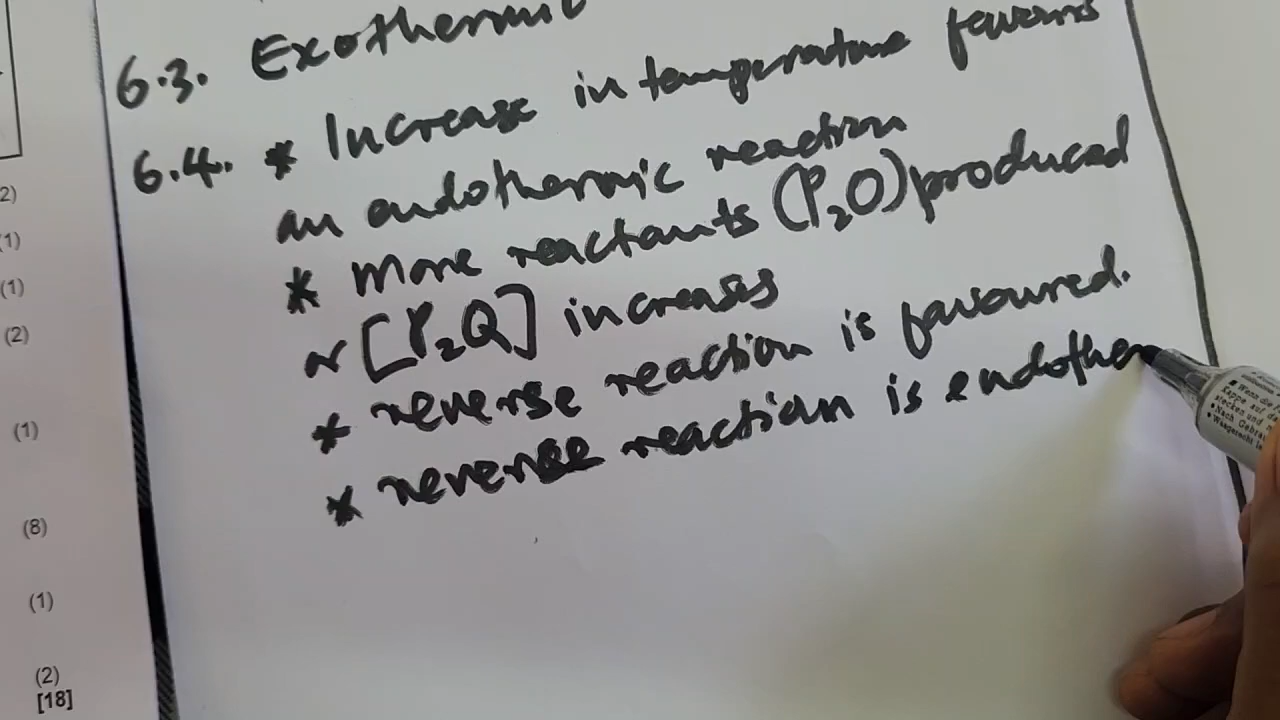 6.3. Exothermic
6.4. * Increase in temperature favours
an endothermic reaction
* more reactants (P₂O) produced
or [P₂Q] increases
* reverse reaction is favoured.
* reverse reaction is endother
2)
(1)
(1)
(2)
(1)
(8)
(1)
(2)
[18]